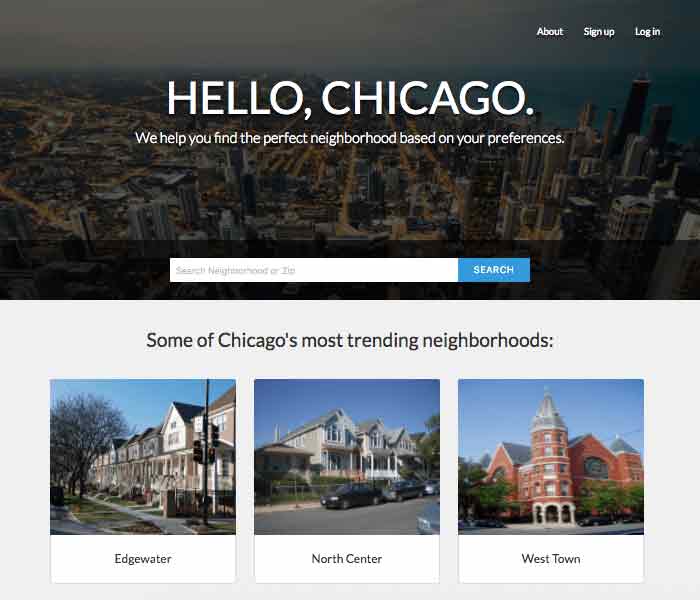 About Sign up Log in
HELLO, CHICAGO.
We help you find the perfect neighborhood based on your preferences.
Search Neighborhood or Zip SEARCH
Some of Chicago's most trending neighborhoods:
Edgewater North Center West Town